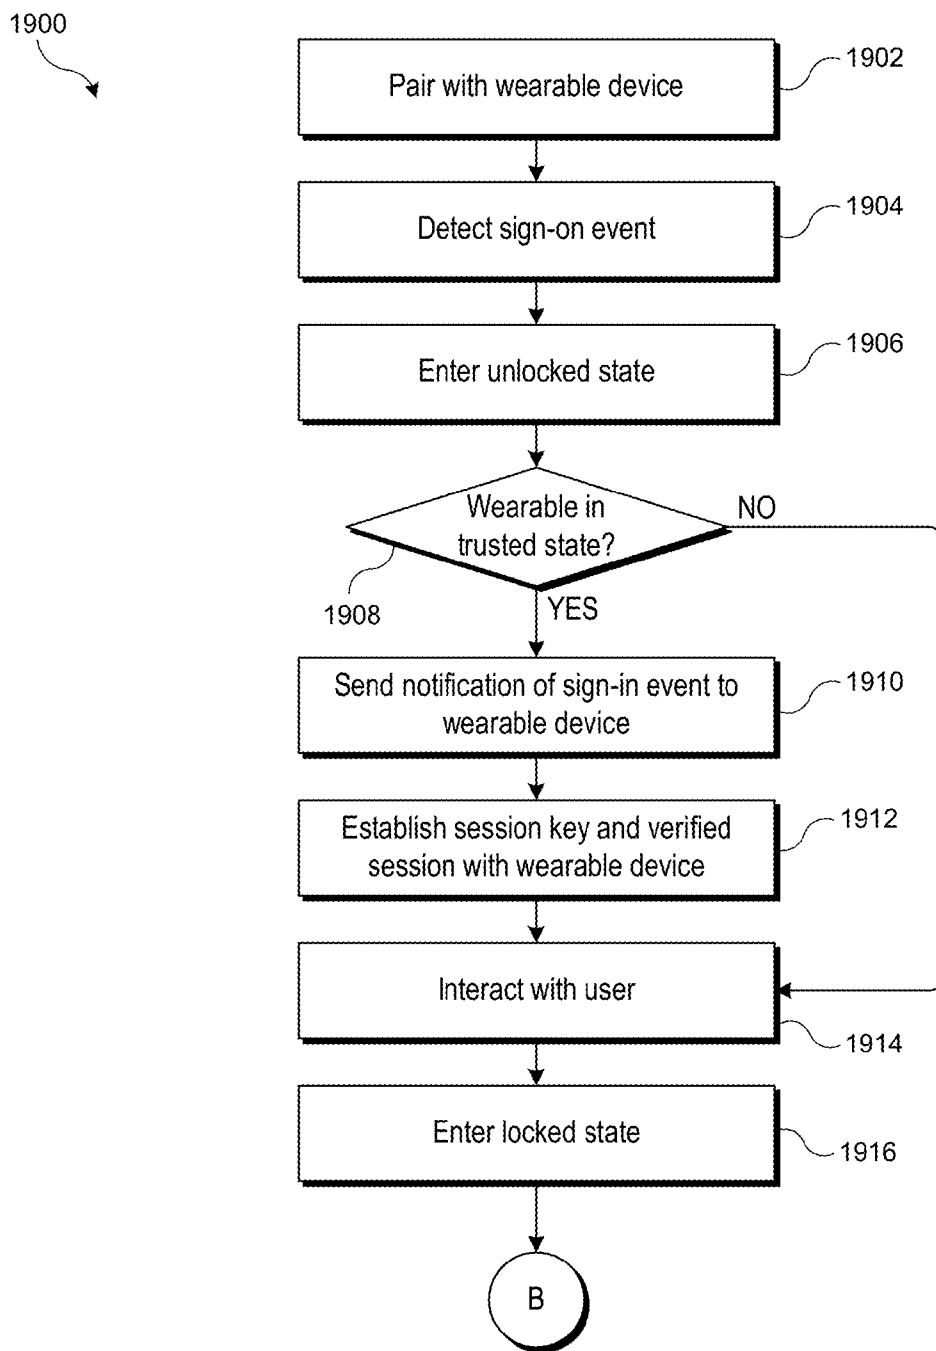 1900
Pair with wearable device
1902
Detect sign-on event
1904
Enter unlocked state
1906
Wearable in
trusted state?
NO
1908
YES
Send notification of sign-in event to
wearable device
1910
Establish session key and verified
session with wearable device
1912
Interact with user
1914
Enter locked state
1916
B